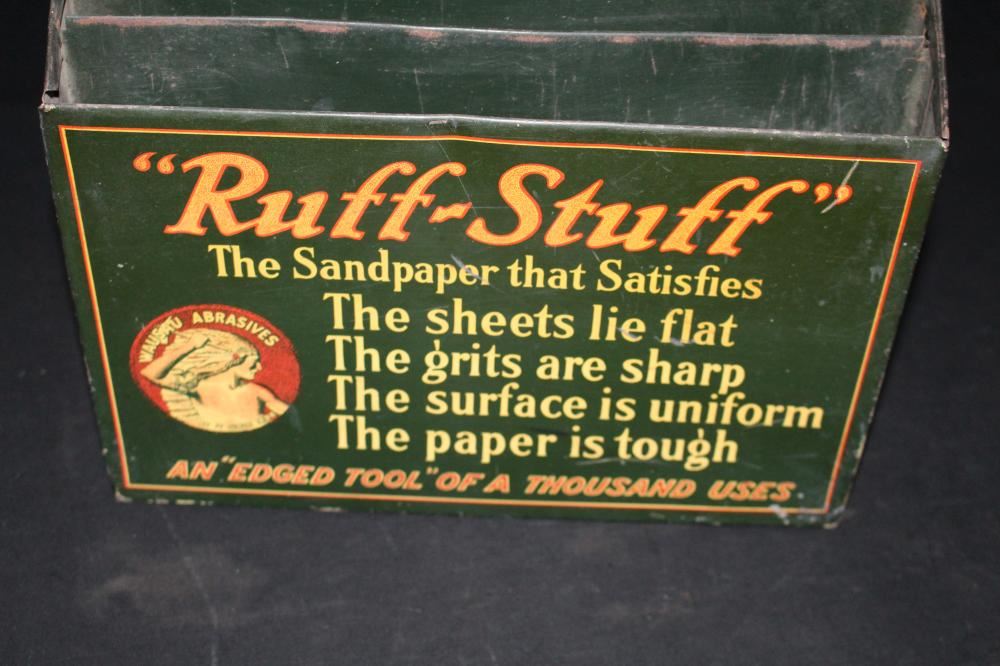 "Ruff-Stuff"
The Sandpaper that Satisfies
The sheets lie flat
The grits are sharp
The surface is uniform
The paper is tough
WAUSAU ABRASIVES
AN "EDGED TOOL" OF A THOUSAND USES